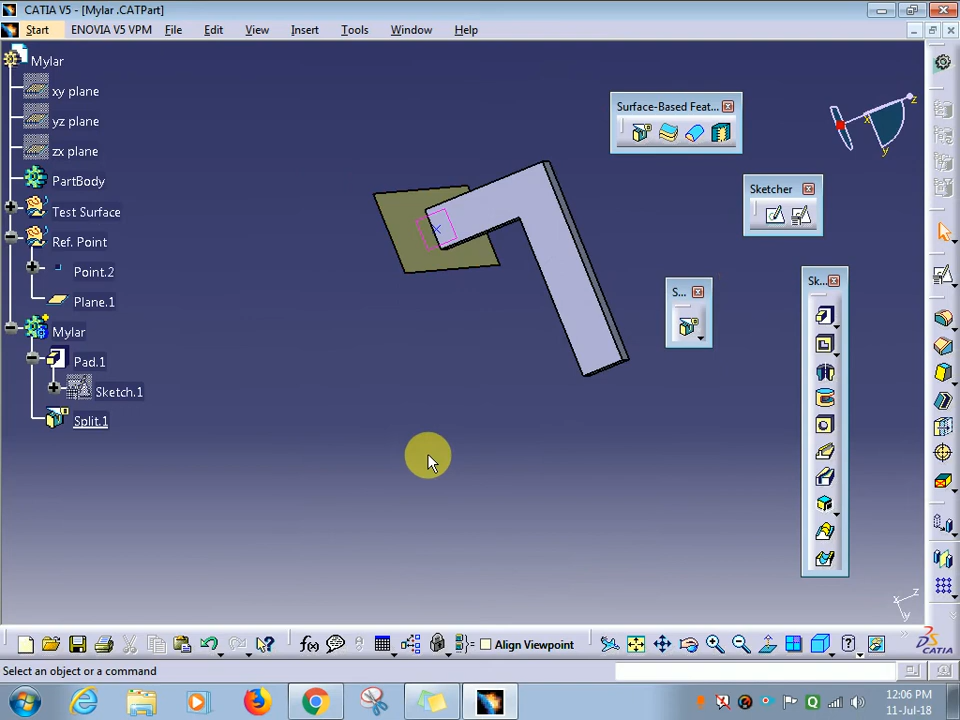 CATIA V5 - [Mylar .CATPart]
Start ENOVIA V5 VPM File Edit View Insert Tools Window Help
Mylar
xy plane
yz plane
zx plane
PartBody
Test Surface
Ref. Point
Point.2
Plane.1
Mylar
Pad.1
Sketch.1
Split.1
Surface-Based Feat...
Sketcher
S...
Sk...
z
x
y
x z
y
f(x)
Align Viewpoint
DS CATIA
Select an object or a command
12:06 PM
11-Jul-18